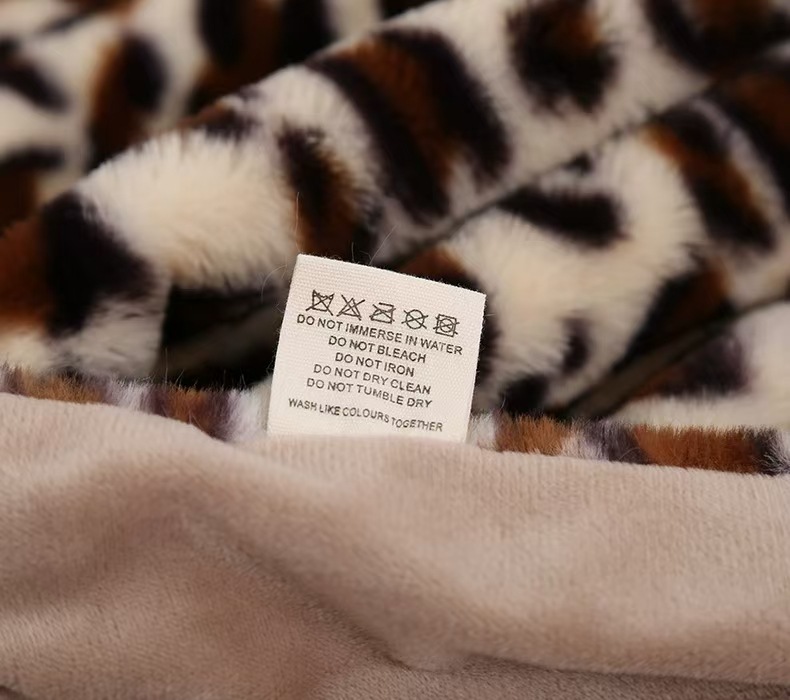 DO NOT IMMERSE IN WATER
DO NOT BLEACH
DO NOT IRON
DO NOT DRY CLEAN
DO NOT TUMBLE DRY
WASH LIKE COLOURS TOGETHER